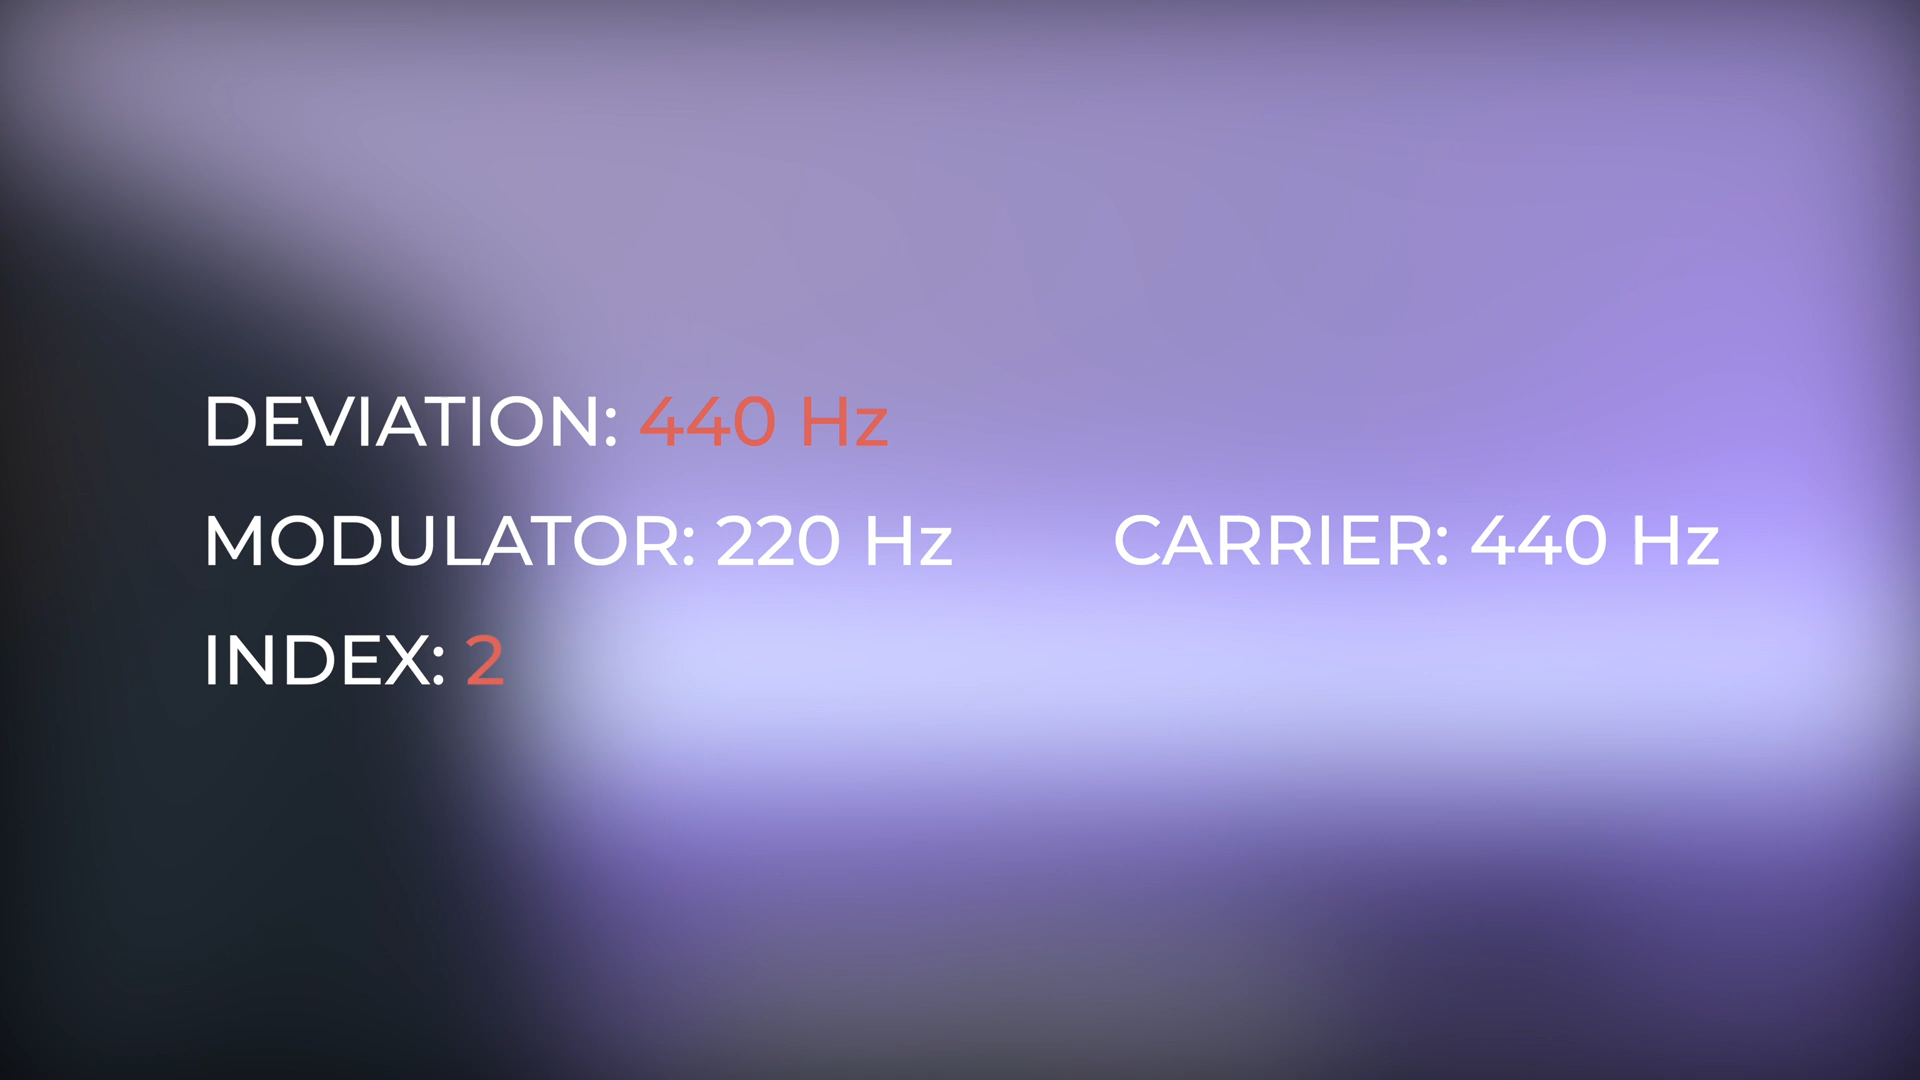 DEVIATION: 440 Hz
MODULATOR: 220 Hz
CARRIER: 440 Hz
INDEX: 2